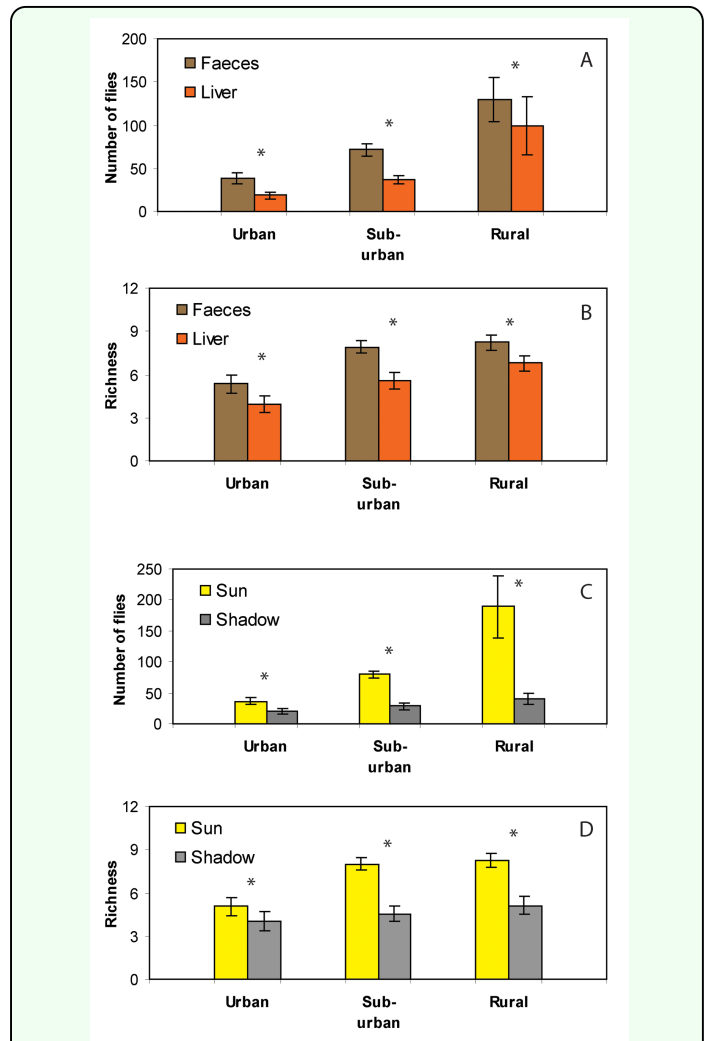 200
150
100
50
0
Number of flies
Faeces
Liver
A
*
*
*
Urban
Sub-
urban
Rural
12
9
6
3
0
Richness
Faeces
Liver
B
*
*
*
Urban
Sub-
urban
Rural
250
200
150
100
50
0
Number of flies
Sun
Shadow
C
*
*
*
Urban
Sub-
urban
Rural
12
9
6
3
0
Richness
Sun
Shadow
D
*
*
*
Urban
Sub-
urban
Rural